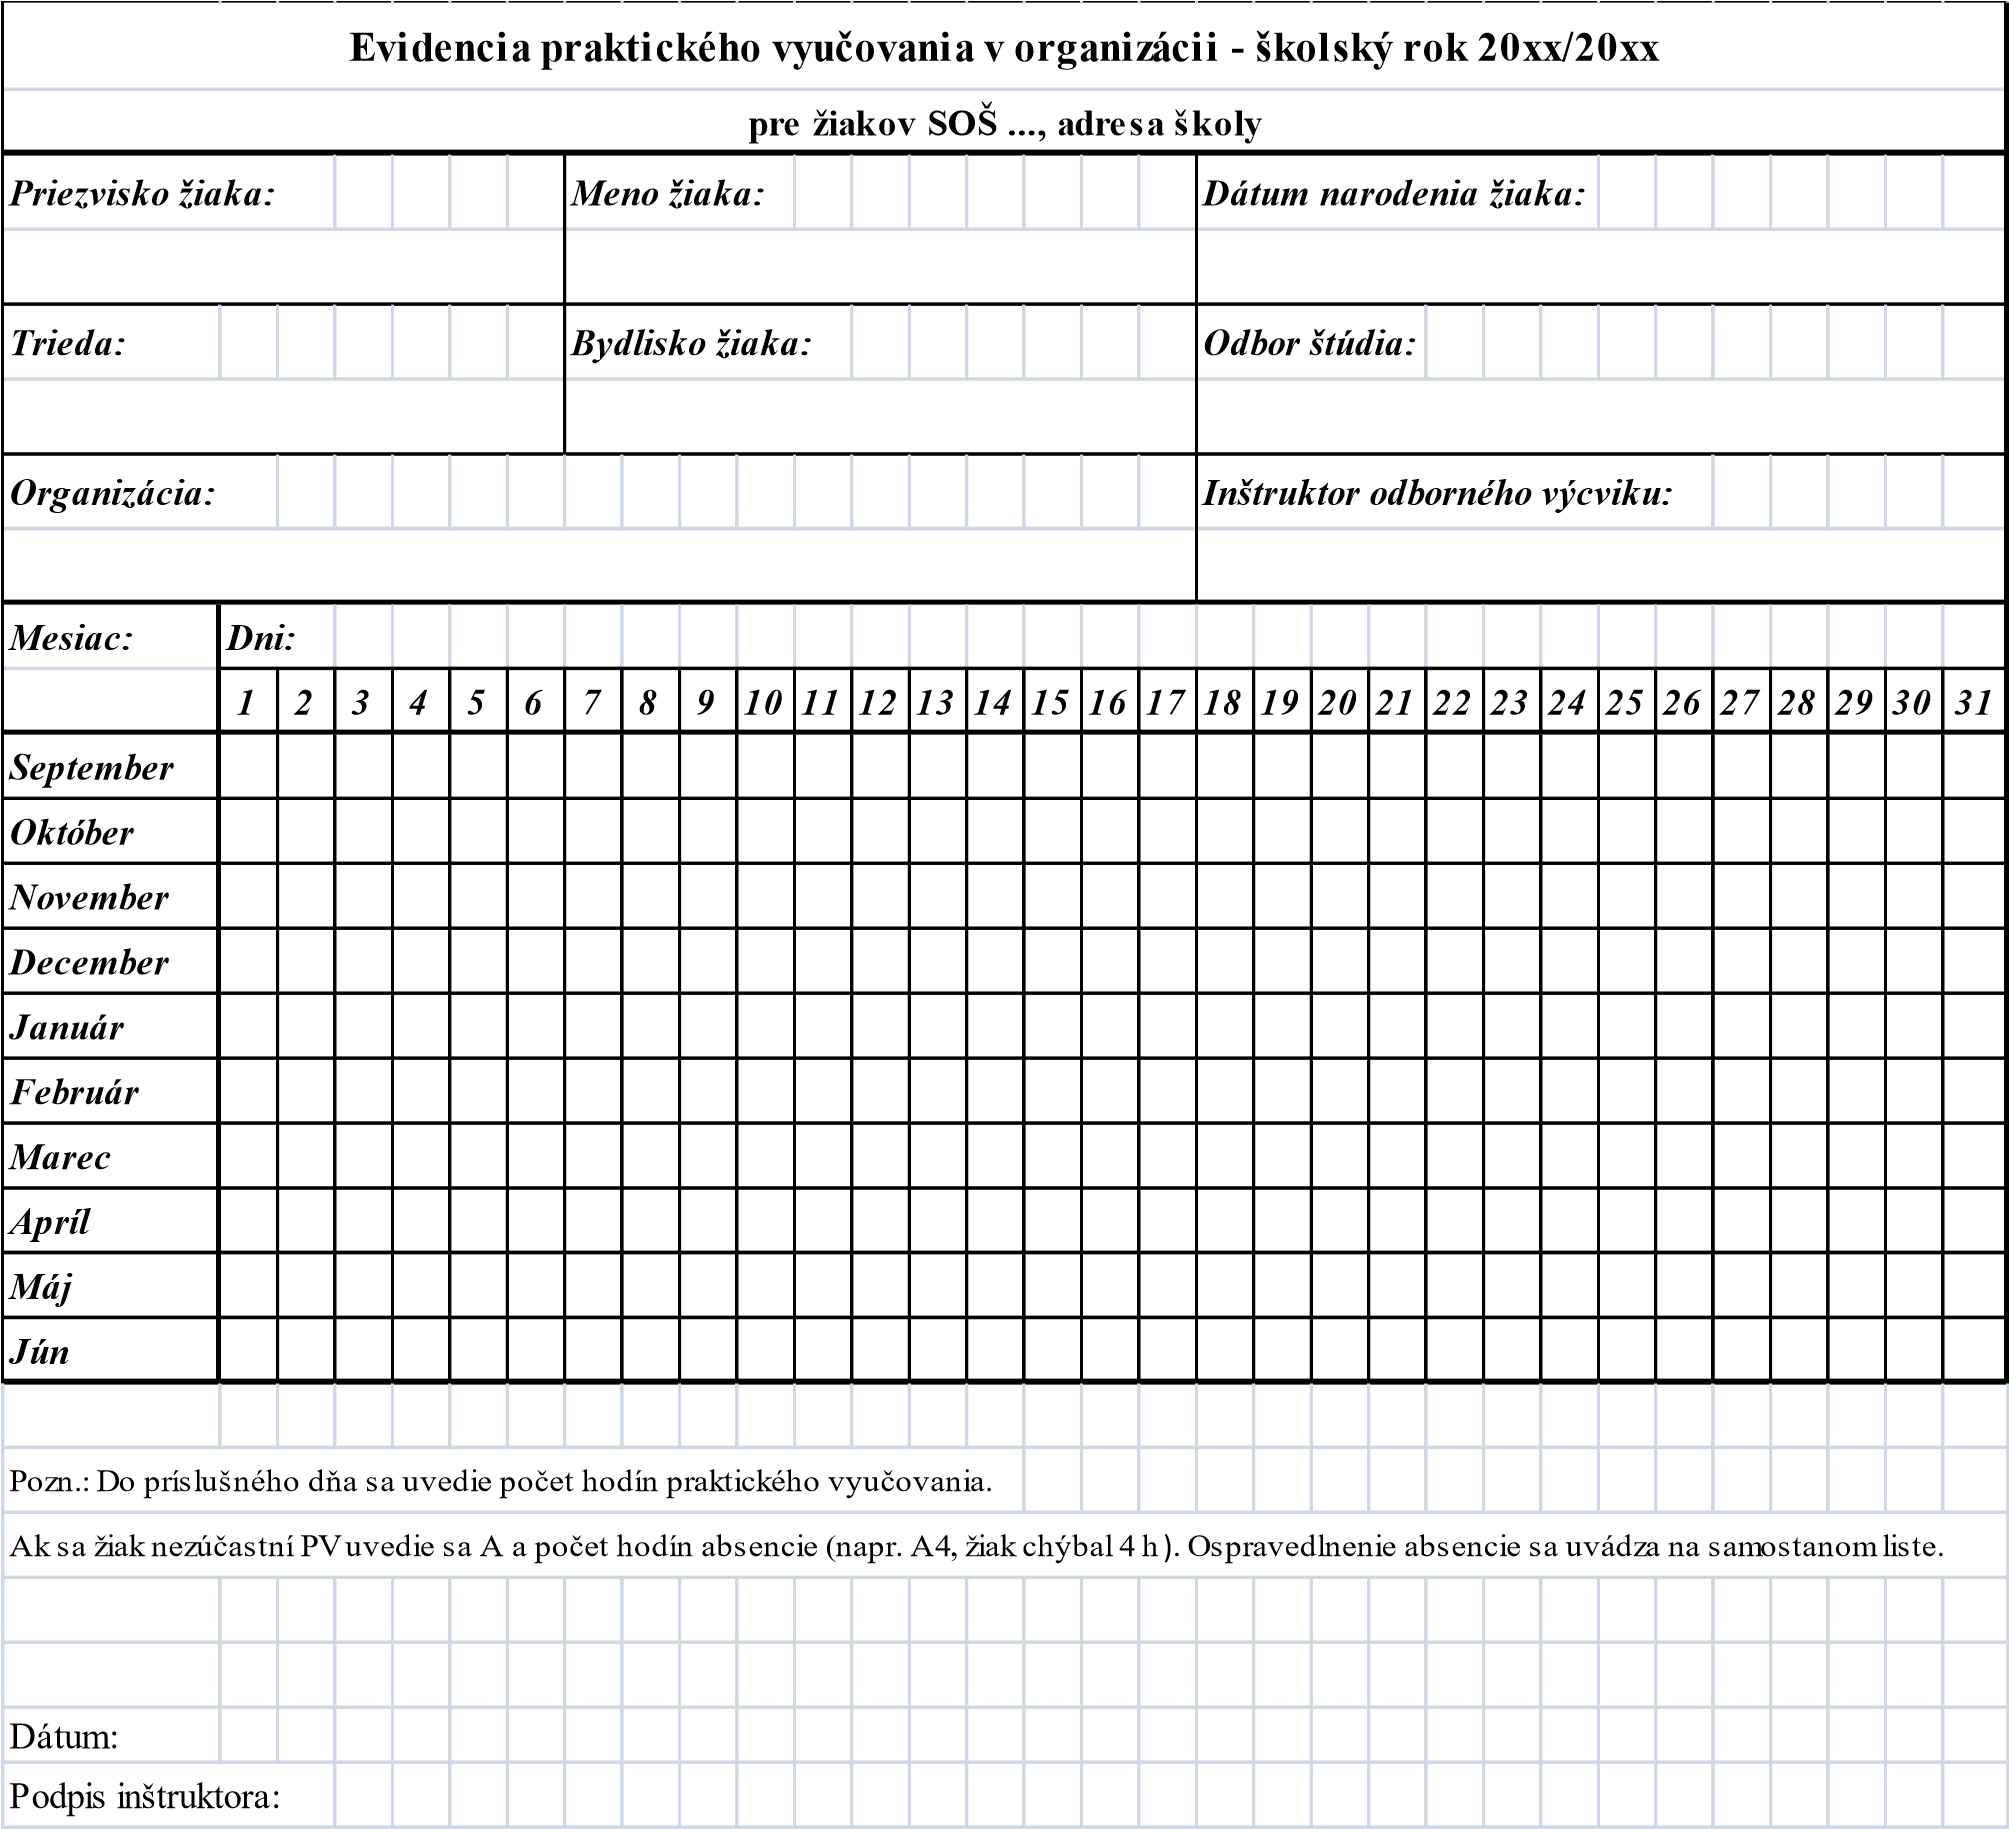 Evidencia praktického vyučovania v organizácii - školský rok 20xx/20xx
pre žiakov SOŠ ..., adresa školy
Priezvisko žiaka: Meno žiaka: Dátum narodenia žiaka:
Trieda: Bydlisko žiaka: Odbor štúdia:
Organizácia: Inštruktor odborného výcviku:
Mesiac: Dni:
1 2 3 4 5 6 7 8 9 10 11 12 13 14 15 16 17 18 19 20 21 22 23 24 25 26 27 28 29 30 31
September
Október
November
December
Január
Február
Marec
Apríl
Máj
Jún
Pozn.: Do príslušného dňa sa uvedie počet hodín praktického vyučovania.
Ak sa žiak nezúčastní PV uvedie sa A a počet hodín absencie (napr. A4, žiak chýbal 4 h). Ospravedlnenie absencie sa uvádza na samostanom liste.
Dátum:
Podpis inštruktora: